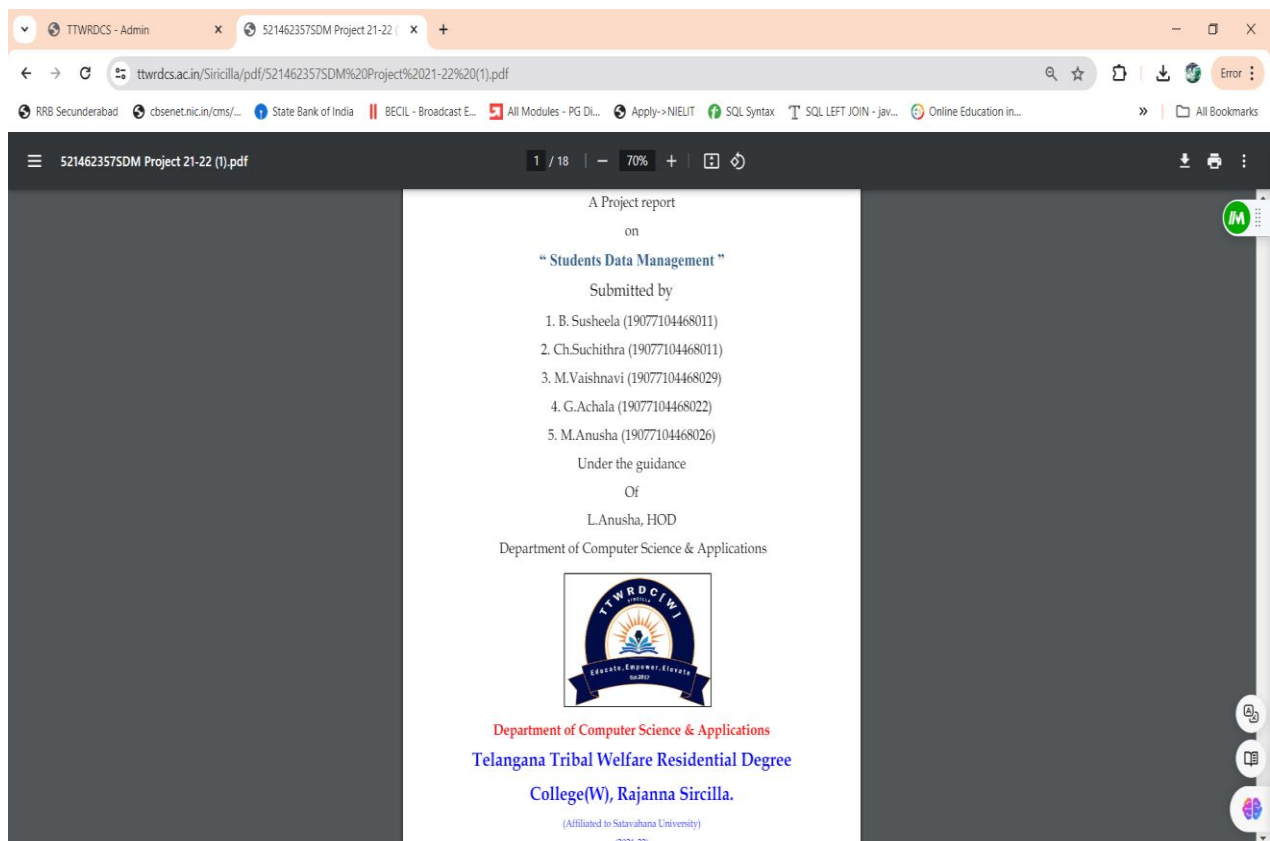 TTWRDCS - Admin
521462357SDM Project 21-22 (
ttwrdcs.ac.in/Siricilla/pdf/521462357SDM%20Project%2021-22%20(1).pdf
Error
RRB Secunderabad
cbsenet.nic.in/cms/...
State Bank of India
BECIL - Broadcast E...
All Modules - PG Di...
Apply->NIELIT
SQL Syntax
SQL LEFT JOIN - jav...
Online Education in...
»
All Bookmarks
521462357SDM Project 21-22 (1).pdf
1 / 18
70%
A Project report
on
“ Students Data Management ”
Submitted by
1. B. Susheela (19077104468011)
2. Ch.Suchithra (19077104468011)
3. M.Vaishnavi (19077104468029)
4. G.Achala (19077104468022)
5. M.Anusha (19077104468026)
Under the guidance
Of
L.Anusha, HOD
Department of Computer Science & Applications
TTWRDC[W]
SIRCILLA
Educate,Empower,Elevate
Est.2017
Department of Computer Science & Applications
Telangana Tribal Welfare Residential Degree
College(W), Rajanna Sircilla.
(Affiliated to Satavahana University)